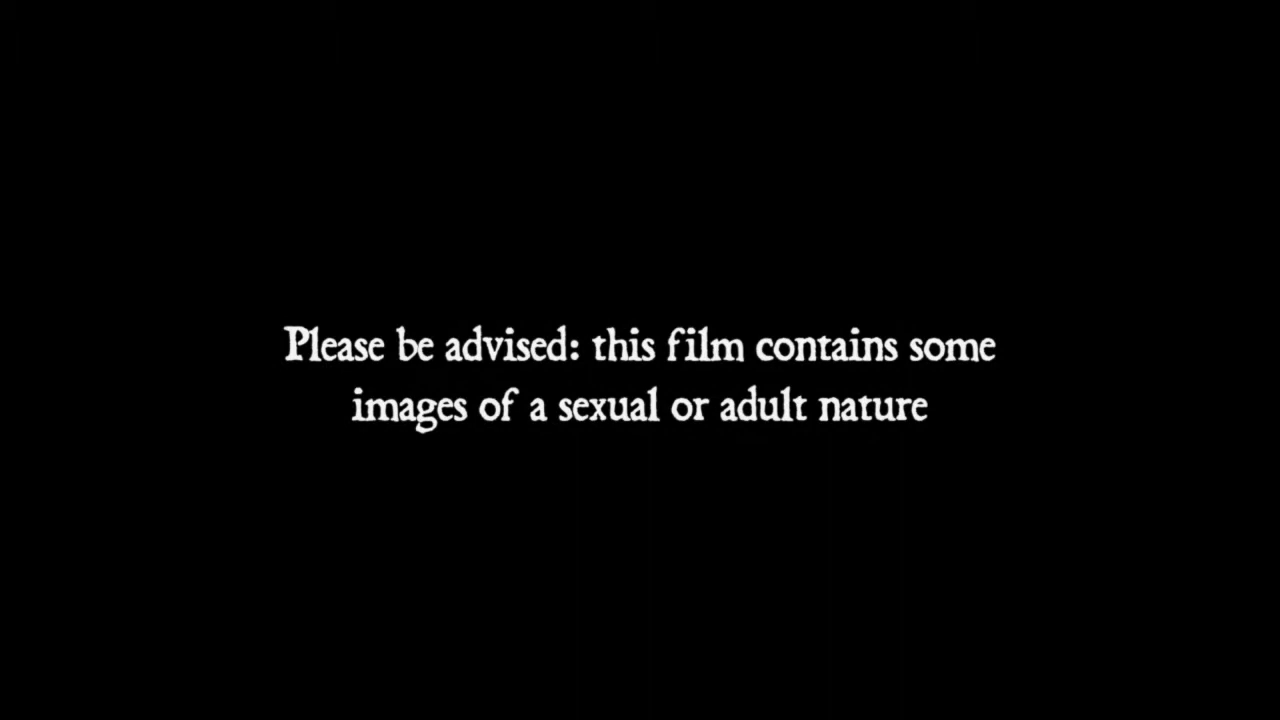 Please be advised: this film contains some
images of a sexual or adult nature